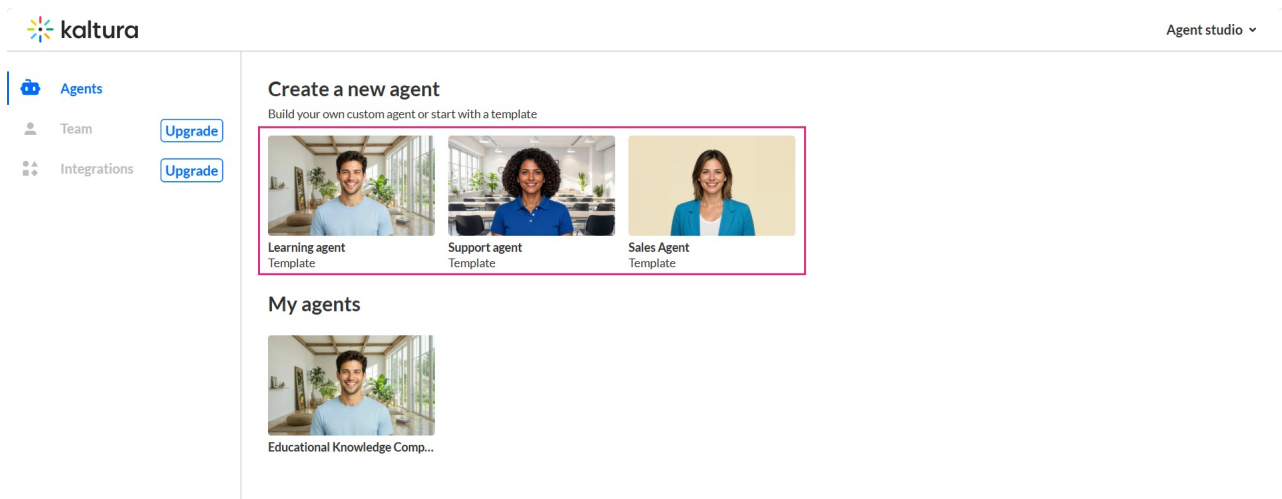 kaltura
Agent studio
Agents
Team
Upgrade
Integrations
Upgrade
Create a new agent
Build your own custom agent or start with a template
Learning agent
Template
Support agent
Template
Sales Agent
Template
My agents
Educational Knowledge Comp...